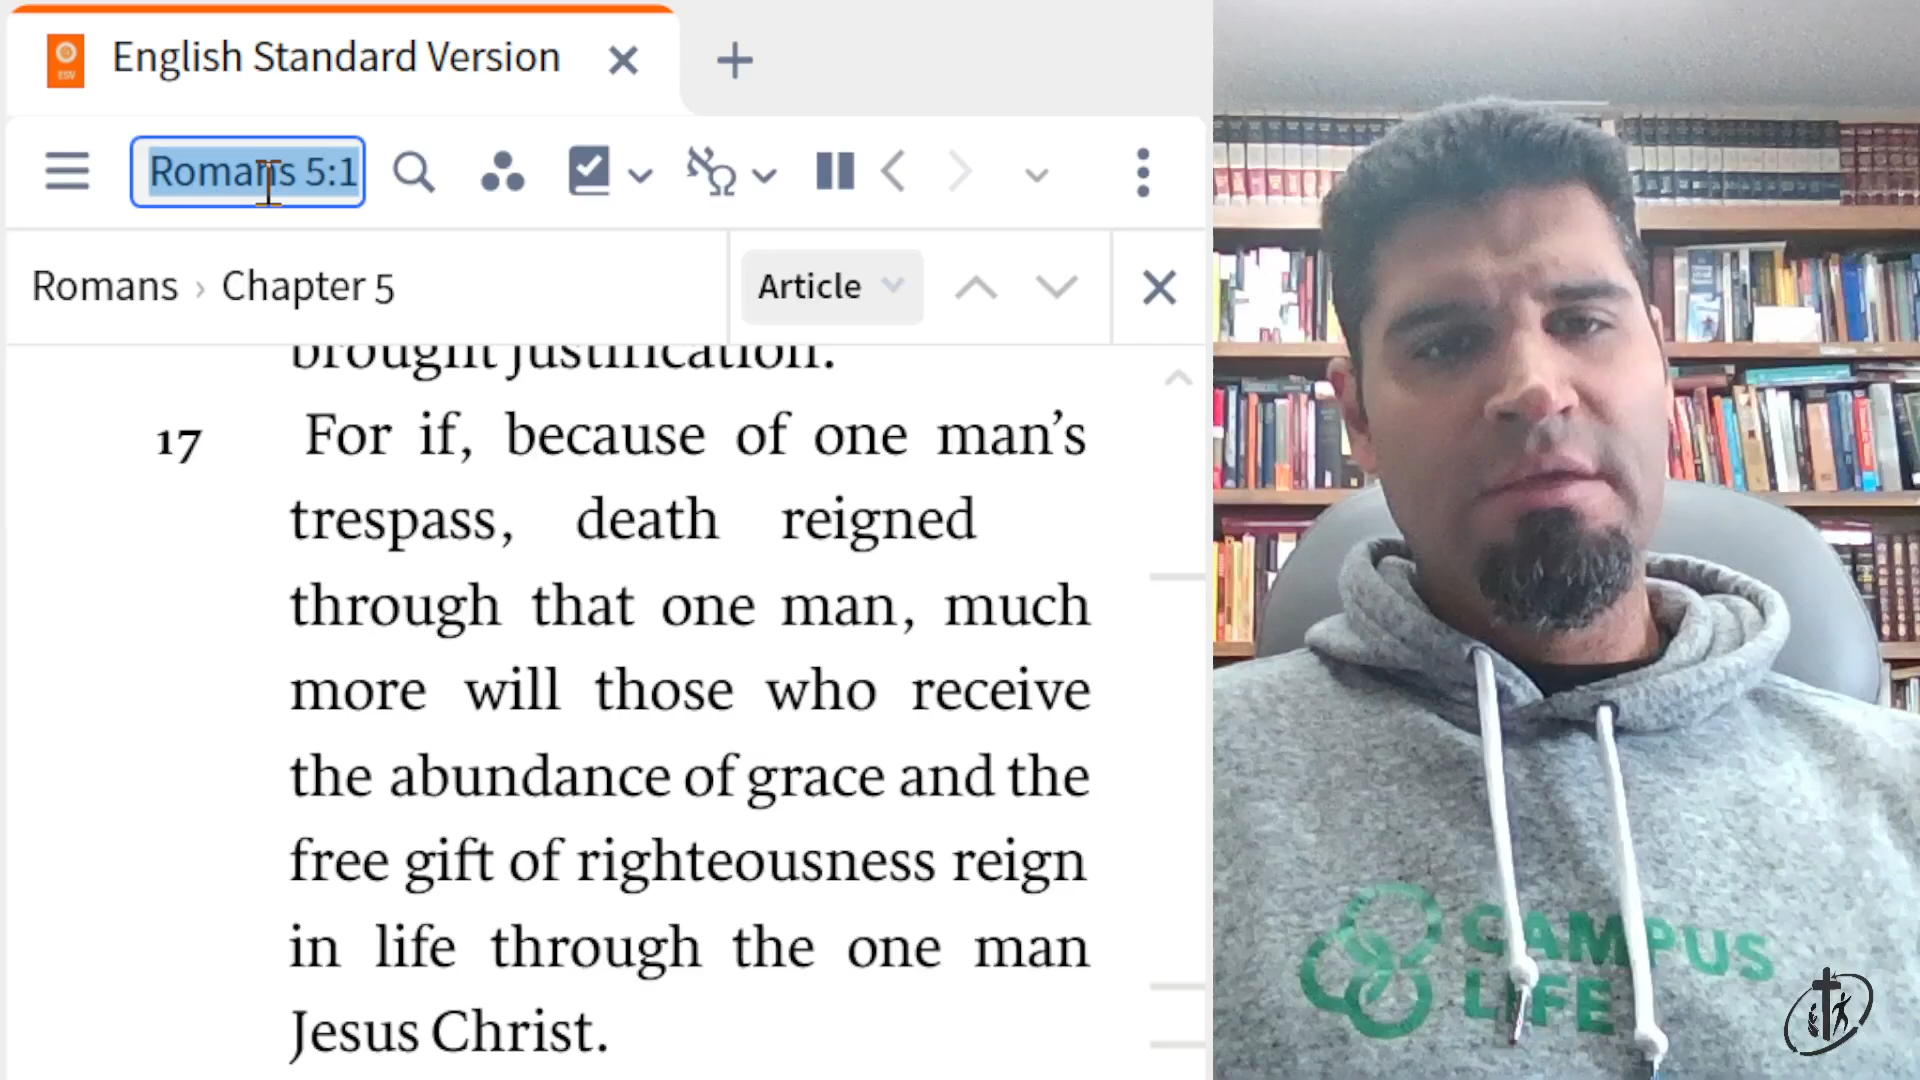 English Standard Version
ESV
Romans 5:1
Romans › Chapter 5
Article
brought justification.
17 For if, because of one man’s
trespass, death reigned
through that one man, much
more will those who receive
the abundance of grace and the
free gift of righteousness reign
in life through the one man
Jesus Christ.
CAMPUS
LIFE